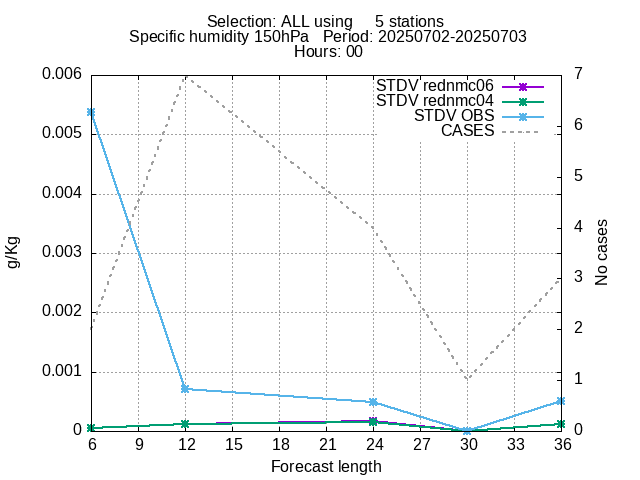 Selection: ALL using     5 stations
Specific humidity 150hPa   Period: 20250702-20250703
Hours: 00
STDV rednmc06
STDV rednmc04
STDV OBS
CASES
0.006
0.005
0.004
0.003
0.002
0.001
0
g/Kg
7
6
5
4
3
2
1
0
No cases
6 9 12 15 18 21 24 27 30 33 36
Forecast length